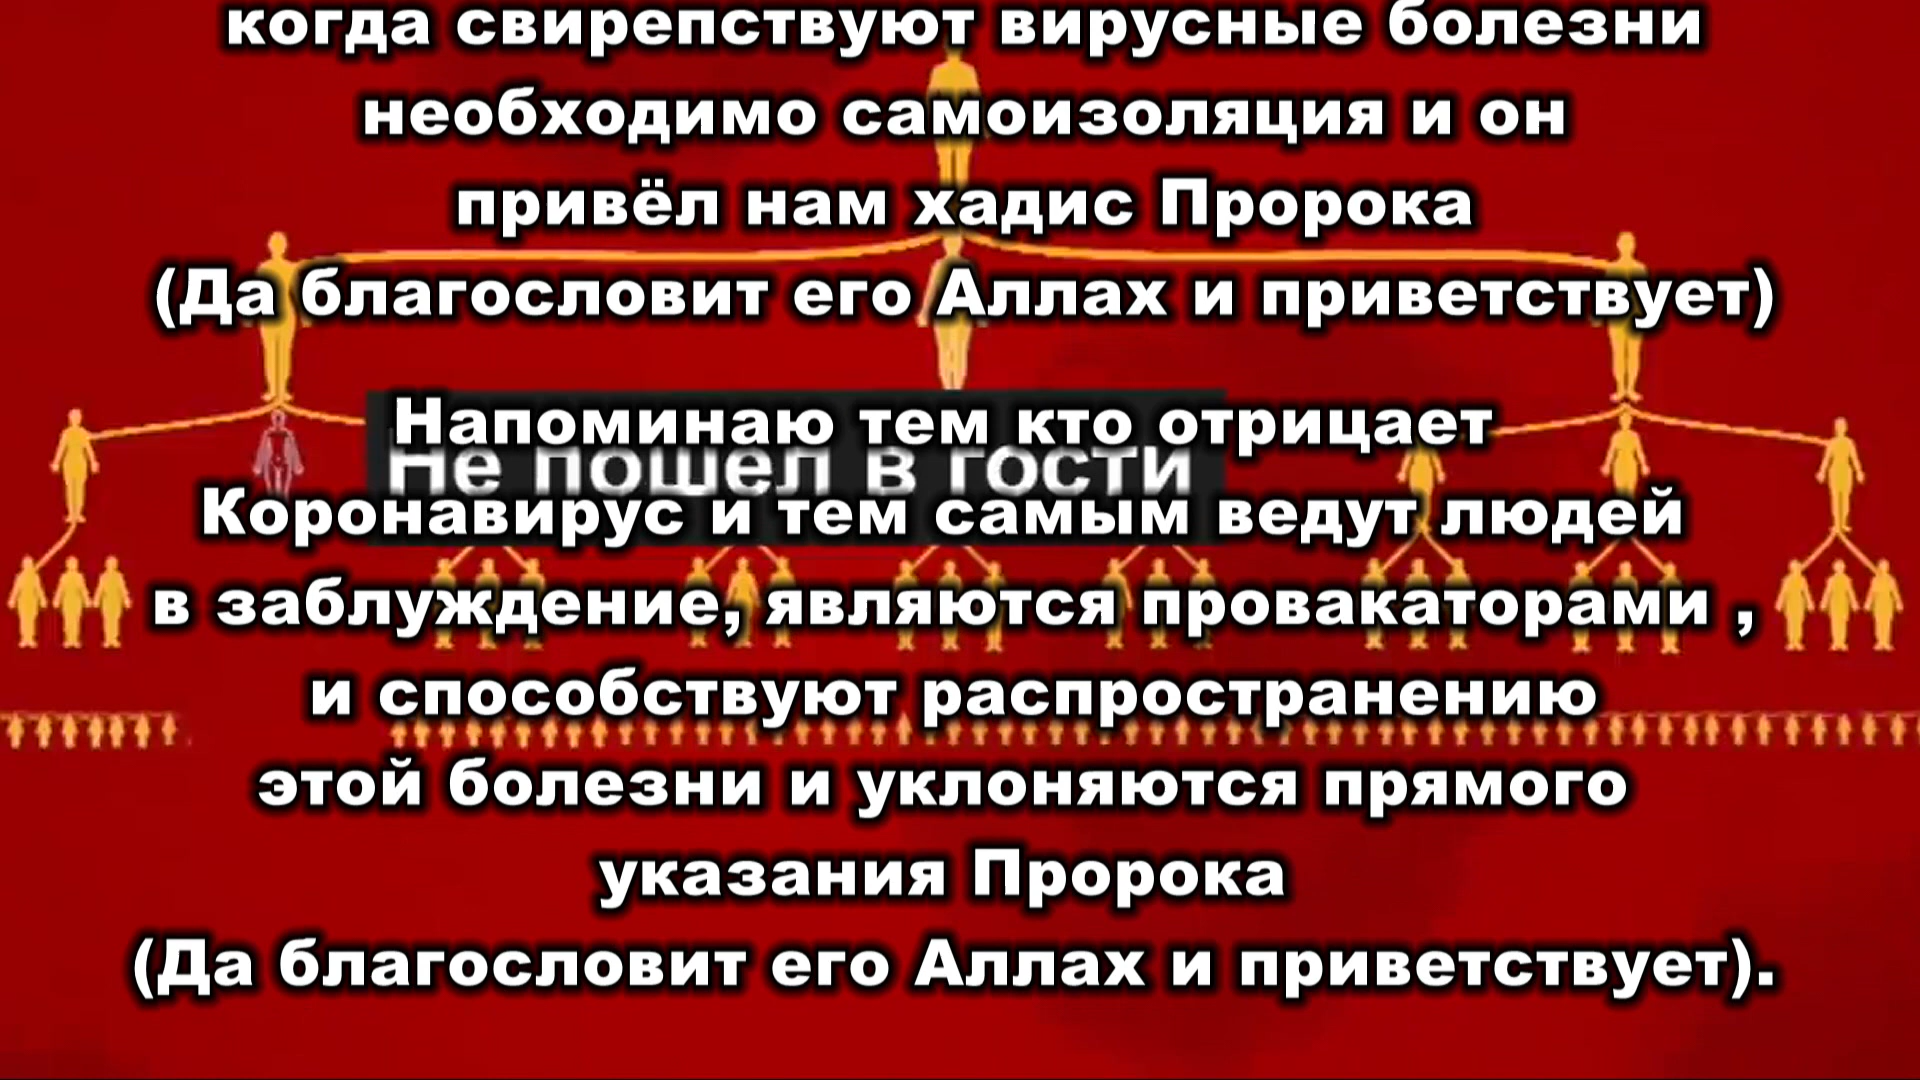 когда свирепствуют вирусные болезни
необходимо самоизоляция и он
привёл нам хадис Пророка
(Да благословит его Аллах и приветствует)
Напоминаю тем кто отрицает
Не пошел в гости
Коронавирус и тем самым ведут людей
в заблуждение, являются провакаторами ,
и способствуют распространению
этой болезни и уклоняются прямого
указания Пророка
(Да благословит его Аллах и приветствует).